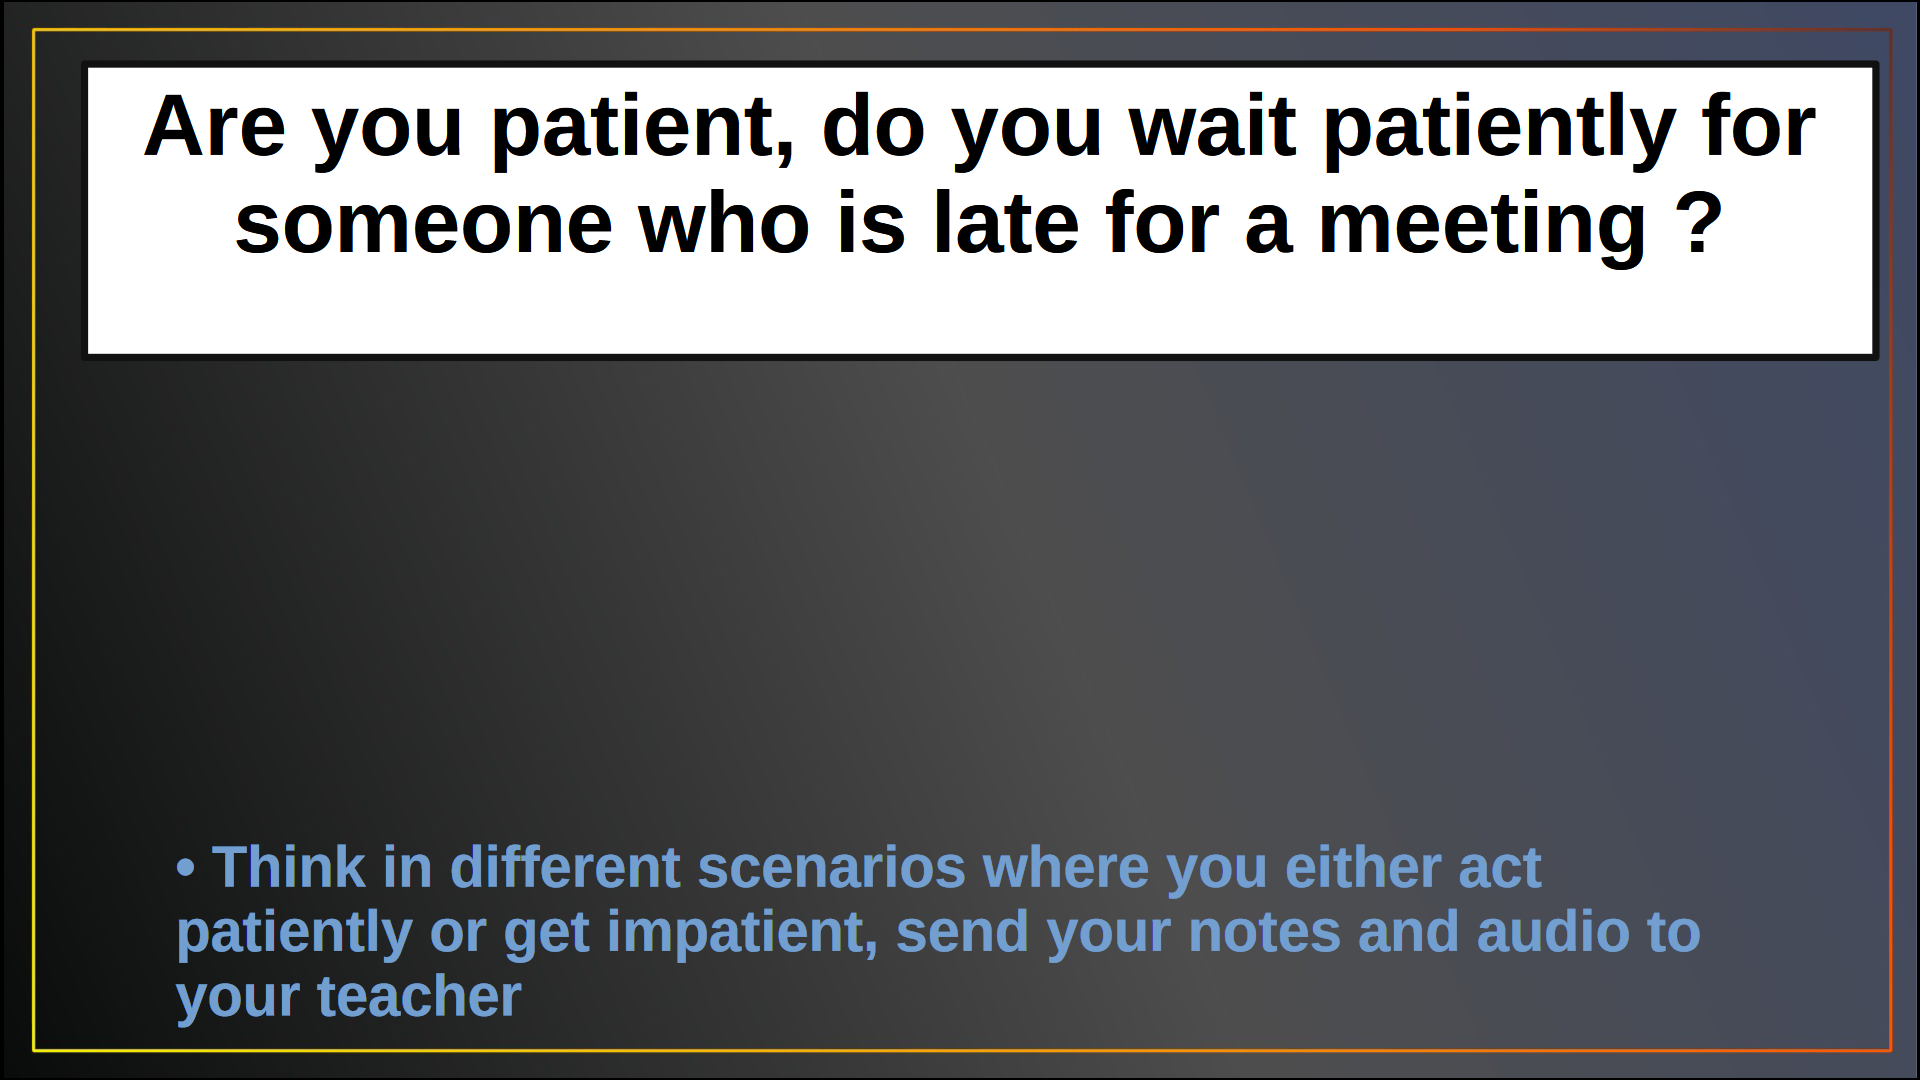 Are you patient, do you wait patiently for
someone who is late for a meeting ?
• Think in different scenarios where you either act
patiently or get impatient, send your notes and audio to
your teacher